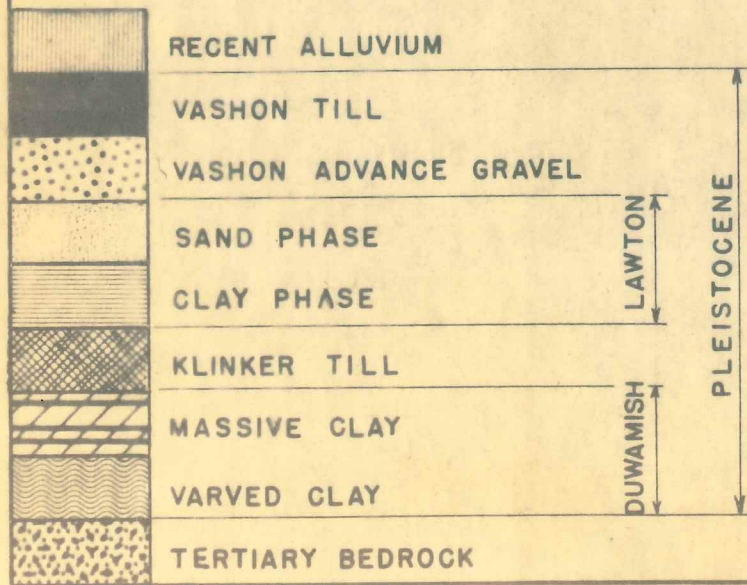 RECENT ALLUVIUM
VASHON TILL
VASHON ADVANCE GRAVEL
SAND PHASE
CLAY PHASE
LAWTON
KLINKER TILL
MASSIVE CLAY
VARVED CLAY
DUWAMISH
PLEISTOCENE
TERTIARY BEDROCK